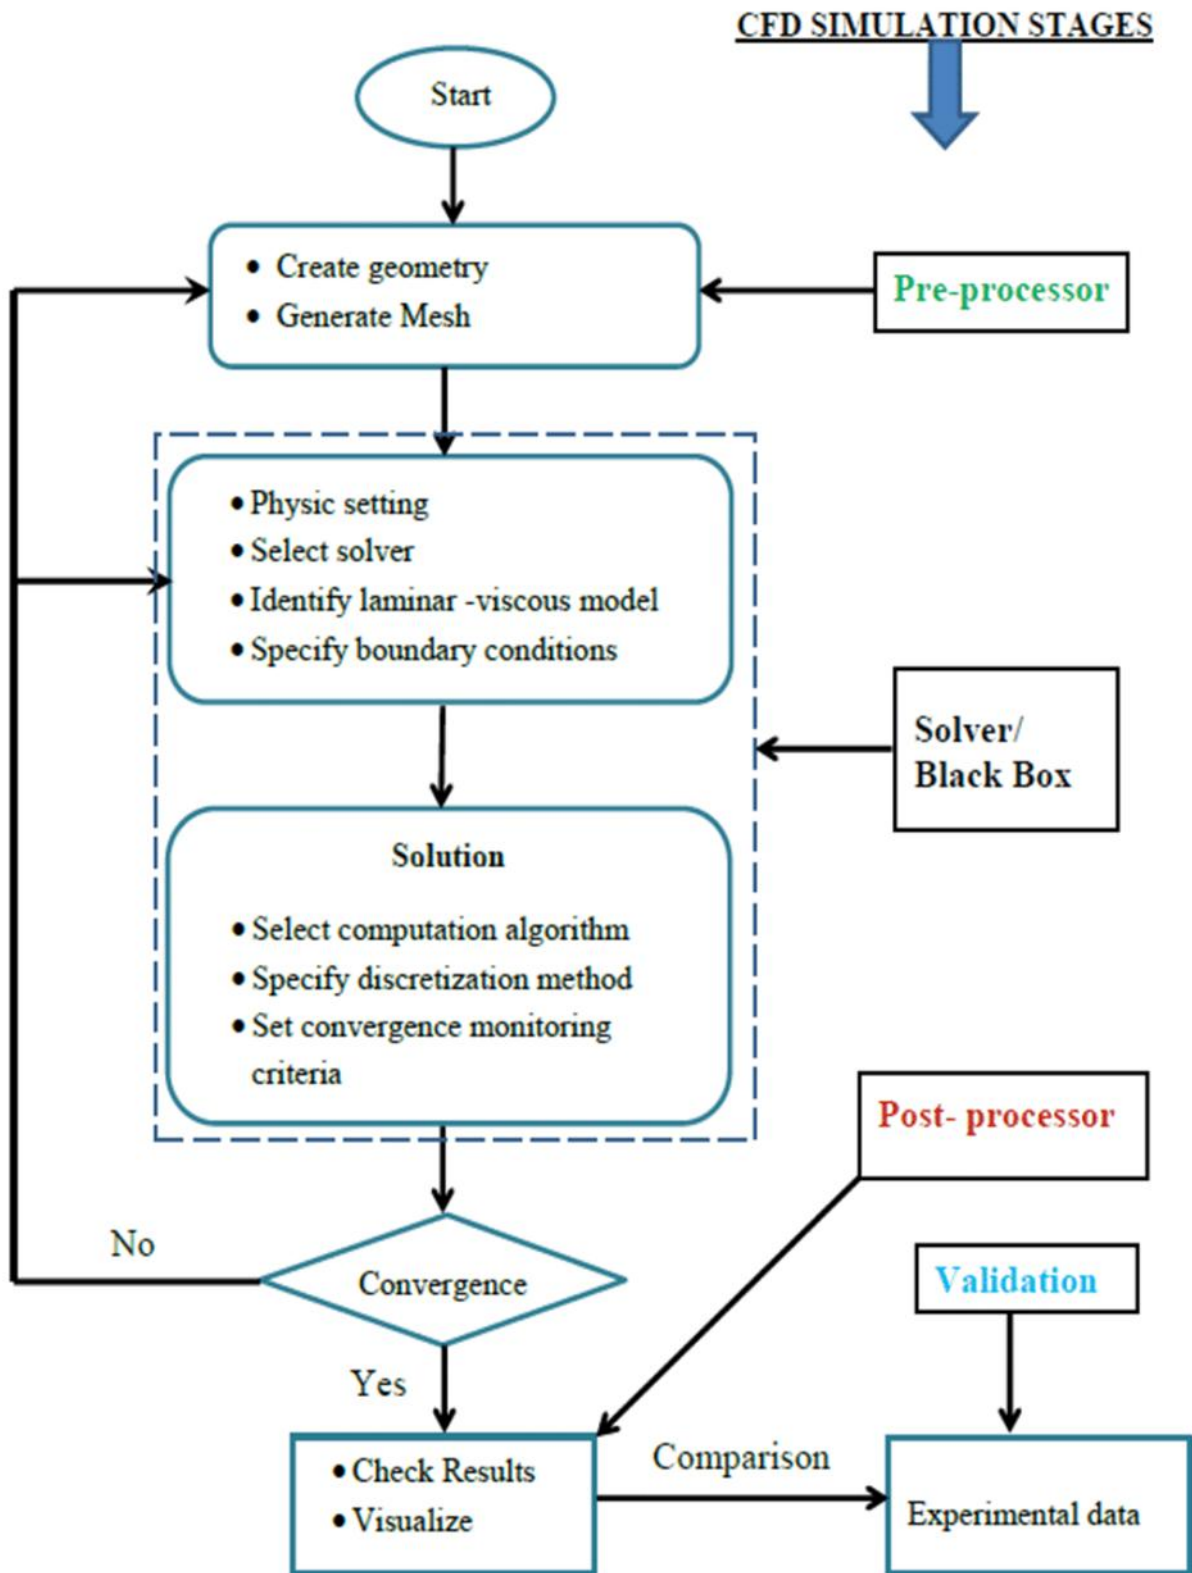 CFD SIMULATION STAGES
Start
• Create geometry
• Generate Mesh
Pre-processor
• Physic setting
• Select solver
• Identify laminar -viscous model
• Specify boundary conditions
Solver/
Black Box
Solution
• Select computation algorithm
• Specify discretization method
• Set convergence monitoring
criteria
Post- processor
No
Convergence
Validation
Yes
• Check Results
• Visualize
Comparison
Experimental data